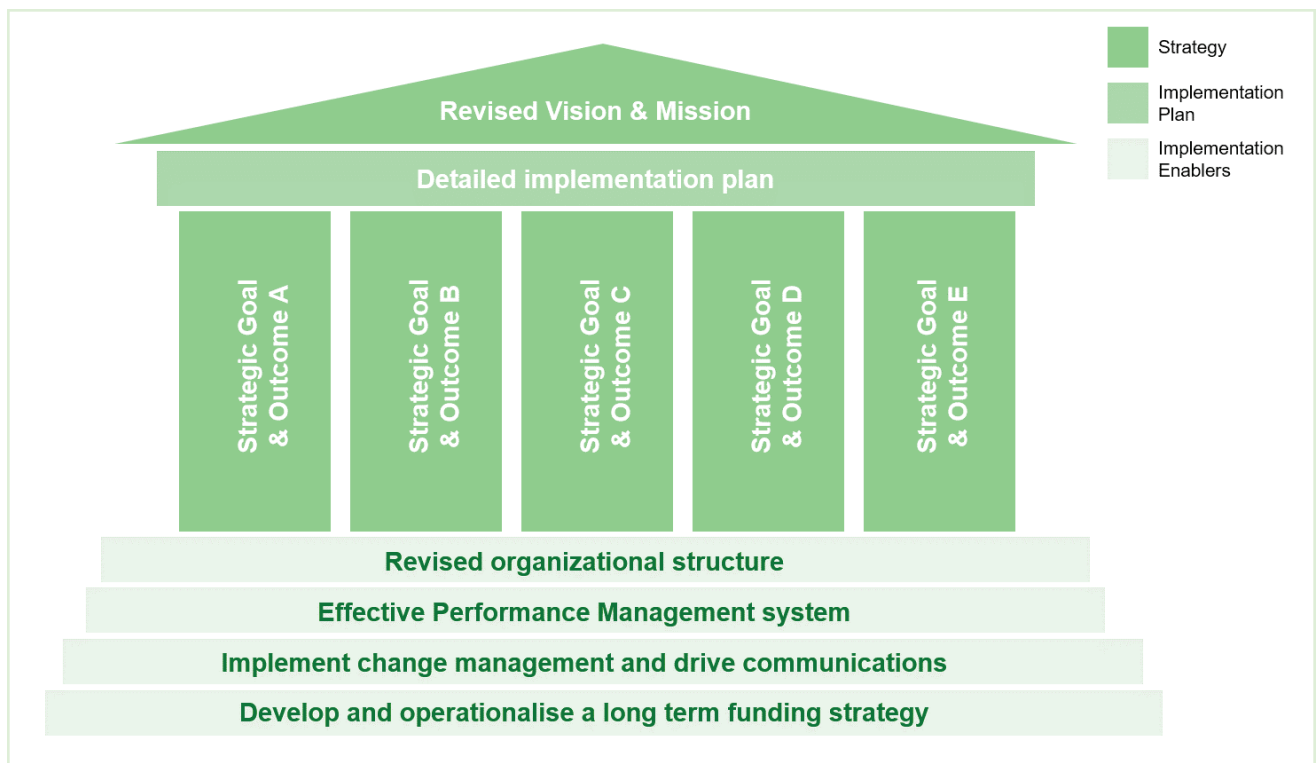 Revised Vision & Mission
Detailed implementation plan
Strategic Goal
& Outcome A
Strategic Goal
& Outcome B
Strategic Goal
& Outcome C
Strategic Goal
& Outcome D
Strategic Goal
& Outcome E
Revised organizational structure
Effective Performance Management system
Implement change management and drive communications
Develop and operationalise a long term funding strategy
Strategy
Implementation
Plan
Implementation
Enablers